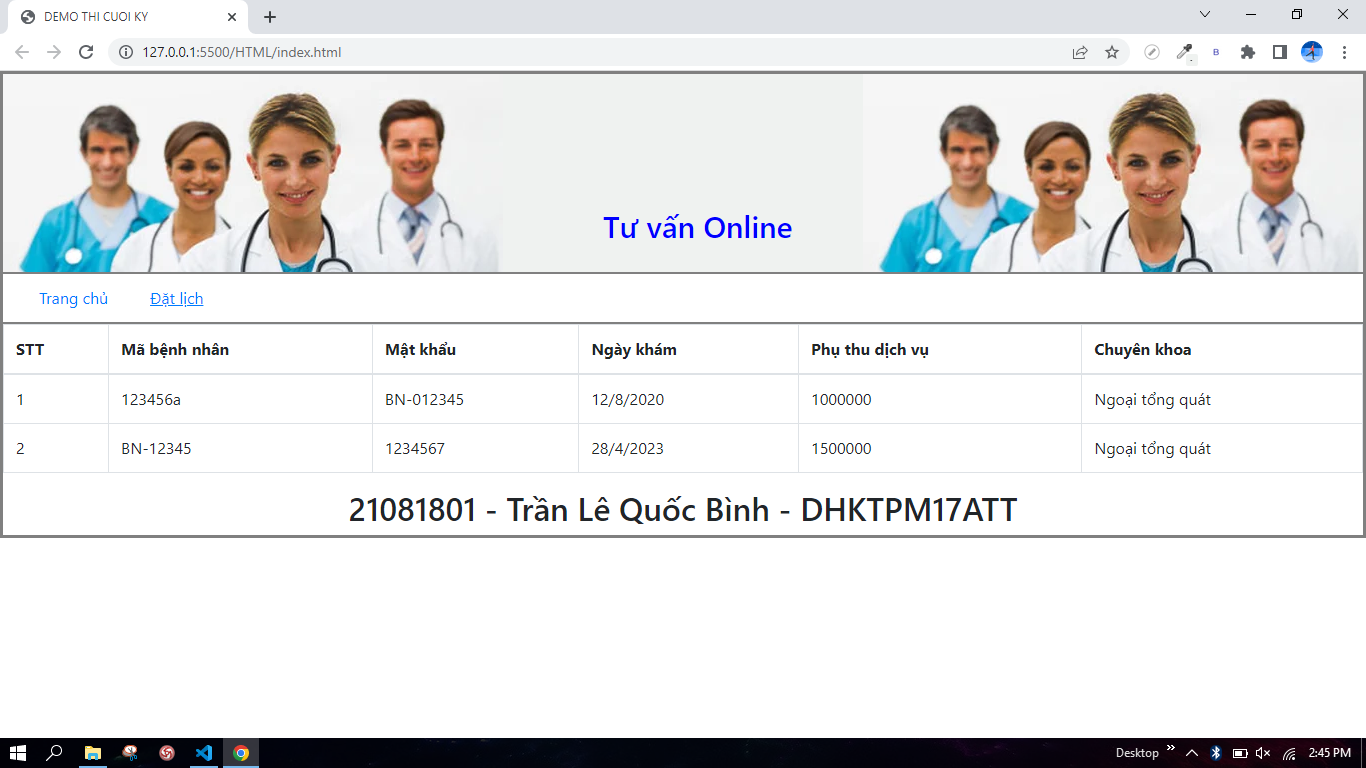 DEMO THI CUOI KY
127.0.0.1:5500/HTML/index.html
B
Tư vấn Online
Trang chủ Đặt lịch
STT Mã bệnh nhân Mật khẩu Ngày khám Phụ thu dịch vụ Chuyên khoa
1 123456a BN-012345 12/8/2020 1000000 Ngoại tổng quát
2 BN-12345 1234567 28/4/2023 1500000 Ngoại tổng quát
21081801 - Trần Lê Quốc Bình - DHKTPM17ATT
Desktop 2:45 PM